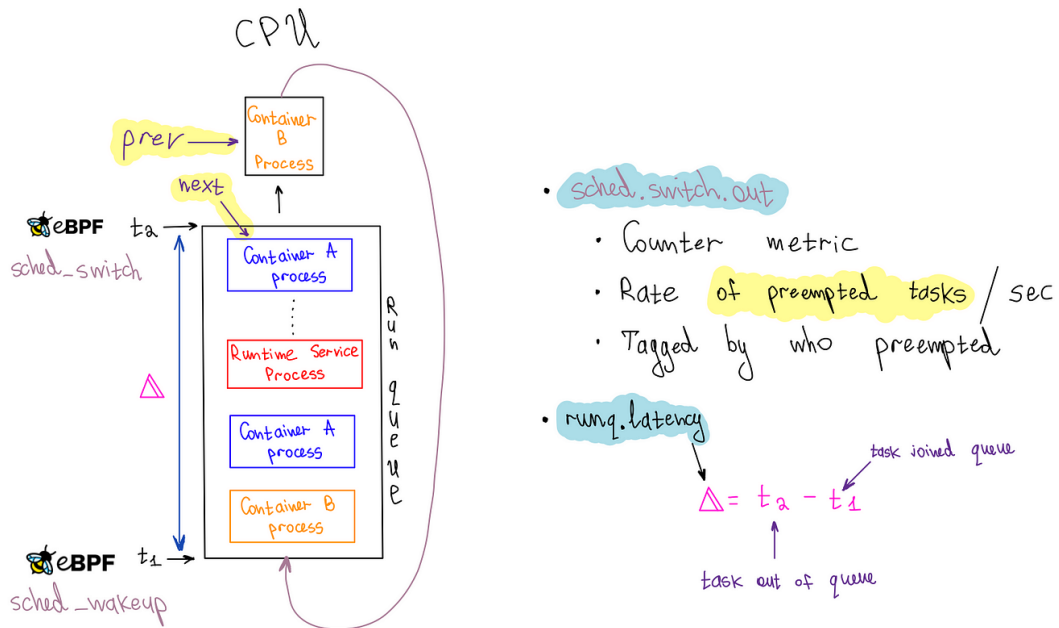 CPU
Container
B
Process
prev
next
eBPF t2
sched_switch
Container A
process
Runtime Service
Process
Container A
process
Container B
process
Run queue
Δ
eBPF t1
sched_wakeup
• sched.switch.out
• Counter metric
• Rate of preempted tasks / sec
• Tagged by who preempted
• runq.latency
task joined queue
Δ = t2 - t1
task out of queue